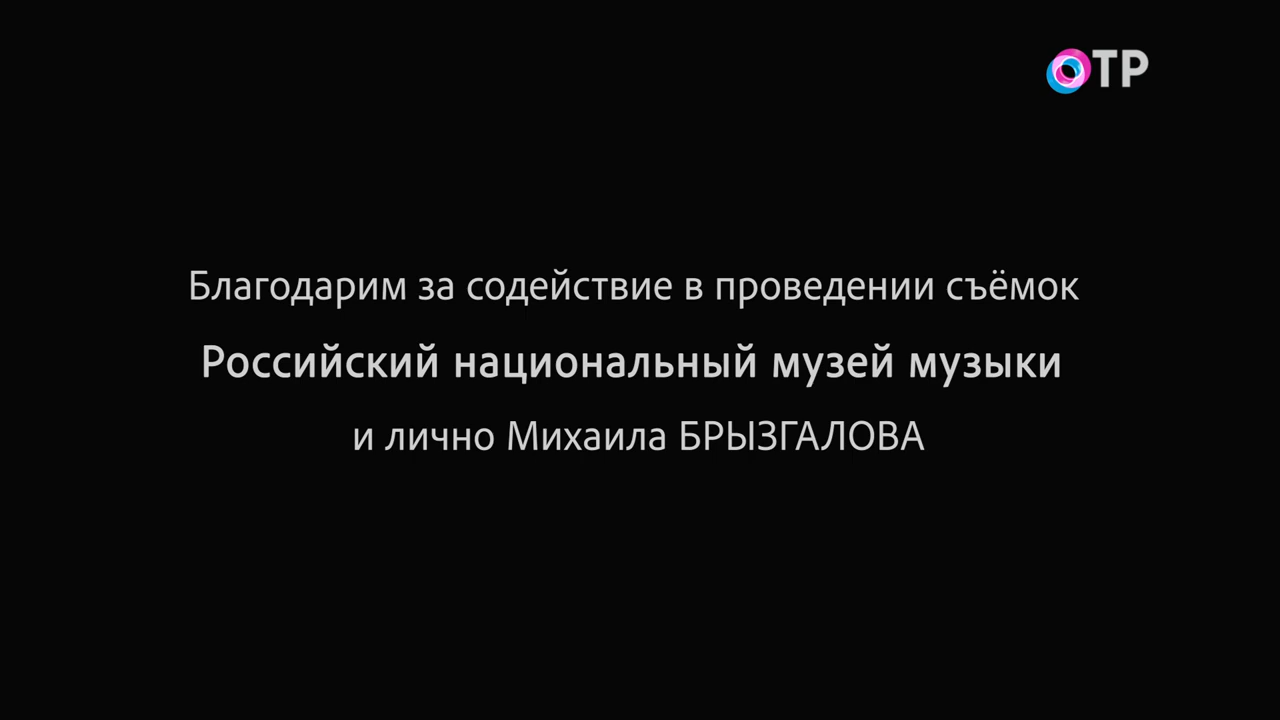 ОТР
Благодарим за содействие в проведении съёмок
Российский национальный музей музыки
и лично Михаила БРЫЗГАЛОВА